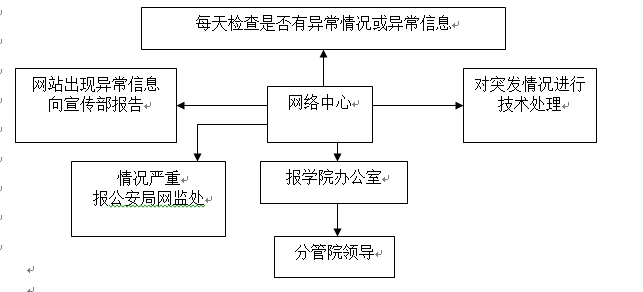 每天检查是否有异常情况或异常信息
网站出现异常信息
向宣传部报告
网络中心
对突发情况进行
技术处理
情况严重
报公安局网监处
报学院办公室
分管院领导